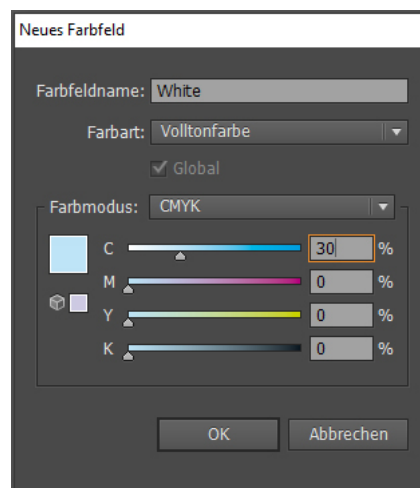 Neues Farbfeld
Farbfeldname: White
Farbart: Volltonfarbe
Global
Farbmodus: CMYK
C 30 %
M 0 %
Y 0 %
K 0 %
OK Abbrechen